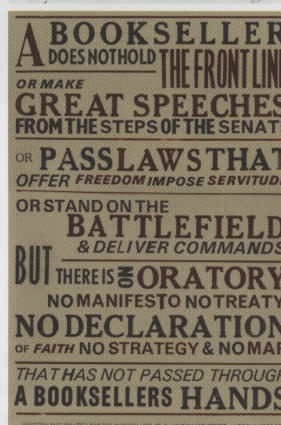 A BOOKSELLER
DOES NOT HOLD THE FRONT LIN
OR MAKE
GREAT SPEECHES
FROM THE STEPS OF THE SENAT
OR PASS LAWS THAT
OFFER FREEDOM IMPOSE SERVITUD
OR STAND ON THE
BATTLEFIELD
& DELIVER COMMANDS
BUT THERE IS NO ORATORY
NO MANIFESTO NO TREATY
NO DECLARATION
OF FAITH NO STRATEGY & NO MAP
THAT HAS NOT PASSED THROUGH
A BOOKSELLERS HANDS